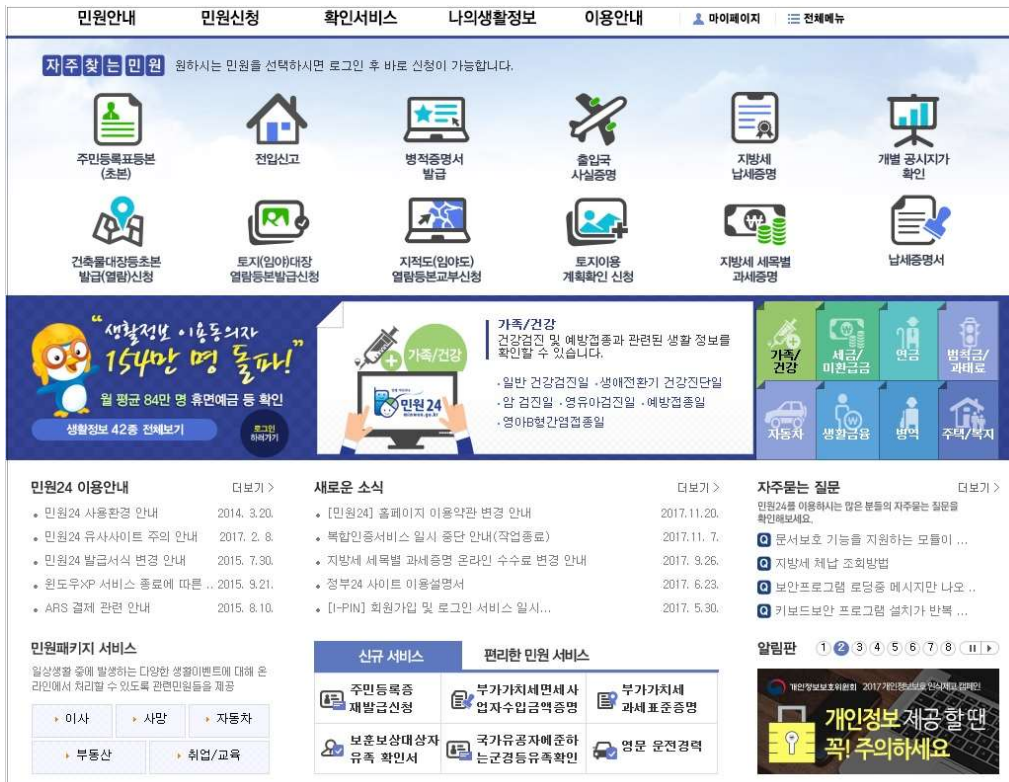 민원안내 민원신청 확인서비스 나의생활정보 이용안내 마이페이지 전체메뉴
자주찾는민원 원하시는 민원을 선택하시면 로그인 후 바로 신청이 가능합니다.
주민등록표등본
(초본)
전입신고
병적증명서
발급
출입국
사실증명
지방세
납세증명
개별 공시지가
확인
건축물대장등초본
발급(열람)신청
토지(임야)대장
열람등본발급신청
지적도(임야도)
열람등본교부신청
토지이용
계획확인 신청
지방세 세목별
과세증명
납세증명서
“생활정보 이용동의자
154만 명 돌파!”
월 평균 84만 명 휴면예금 등 확인
생활정보 42종 전체보기
로그인
하러가기
가족/건강
민원24
www.minwon.go.kr
가족/건강
건강검진 및 예방접종과 관련된 생활 정보를
확인할 수 있습니다.
·일반 건강검진일 ·생애전환기 건강진단일
·암 검진일 ·영유아검진일 ·예방접종일
·영아B형간염접종일
가족/
건강
세금/
미환급금
연금
범칙금/
과태료
자동차
생활금융
병역
주택/복지
민원24 이용안내 더보기 >
민원24 사용환경 안내 2014. 3.20.
민원24 유사사이트 주의 안내 2017. 2. 8.
민원24 발급서식 변경 안내 2015. 7.30.
윈도우XP 서비스 종료에 따른 .. 2015. 9.21.
ARS 결제 관련 안내 2015. 8.10.
새로운 소식 더보기 >
[민원24] 홈페이지 이용약관 변경 안내 2017.11.20.
복합인증서비스 일시 중단 안내(작업종료) 2017.11. 7.
지방세 세목별 과세증명 온라인 수수료 변경 안내 2017. 9.26.
정부24 사이트 이용설명서 2017. 6.23.
[I-PIN] 회원가입 및 로그인 서비스 일시... 2017. 5.30.
자주묻는 질문 더보기 >
민원24를 이용하시는 많은 분들의 자주묻는 질문을
확인해보세요.
Q 문서보호 기능을 지원하는 모듈이 ...
Q 지방세 체납 조회방법
Q 보안프로그램 로딩중 메시지만 나오 ..
Q 키보드보안 프로그램 설치가 반복 ...
민원패키지 서비스
일상생활 중에 발생하는 다양한 생활이벤트에 대해 온
라인에서 처리할 수 있도록 관련민원들을 제공
이사 사망 자동차
부동산 취업/교육
신규 서비스 편리한 민원 서비스
주민등록증
재발급신청
부가가치세면세사
업자수입금액증명
부가가치세
과세표준증명
보훈보상대상자
유족 확인서
국가유공자에준하
는군경등유족확인
영문 운전경력
알림판 1 2 3 4 5 6 7 8
개인정보보호위원회 2017 개인정보보호 인식제고 캠페인
개인정보 제공할 땐
꼭! 주의하세요